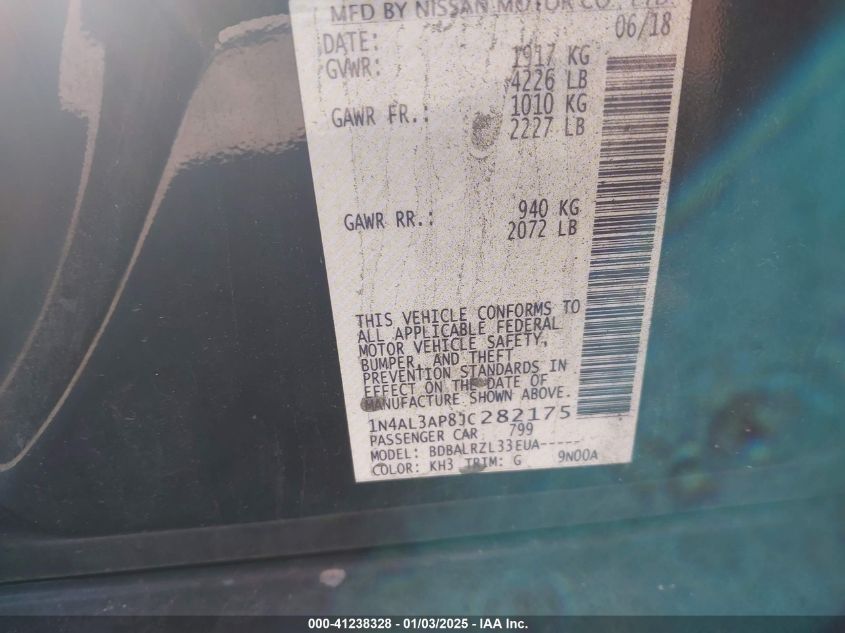 MFD BY NISSAN MOTOR CO., LTD.
DATE: 06/18
GVWR: 1917 KG
4226 LB
GAWR FR.: 1010 KG
2227 LB
GAWR RR.: 940 KG
2072 LB
THIS VEHICLE CONFORMS TO
ALL APPLICABLE FEDERAL
MOTOR VEHICLE SAFETY,
BUMPER, AND THEFT
PREVENTION STANDARDS IN
EFFECT ON THE DATE OF
MANUFACTURE SHOWN ABOVE.
1N4AL3AP8JC282175
PASSENGER CAR 799
MODEL: BDBALRZL33EUA-----
COLOR: KH3 TRIM: G 9N00A
000-41238328 - 01/03/2025 - IAA Inc.